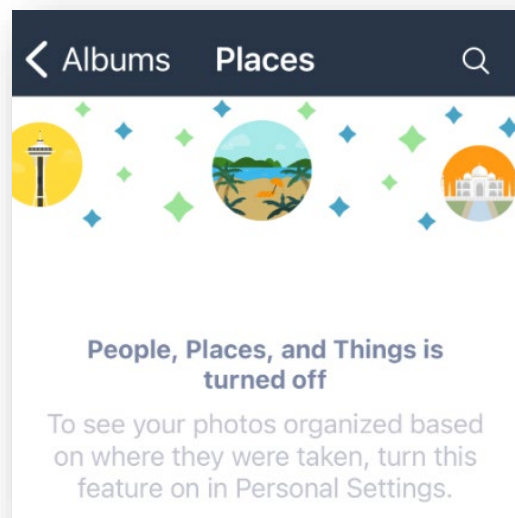 Albums Places
People, Places, and Things is
turned off
To see your photos organized based
on where they were taken, turn this
feature on in Personal Settings.